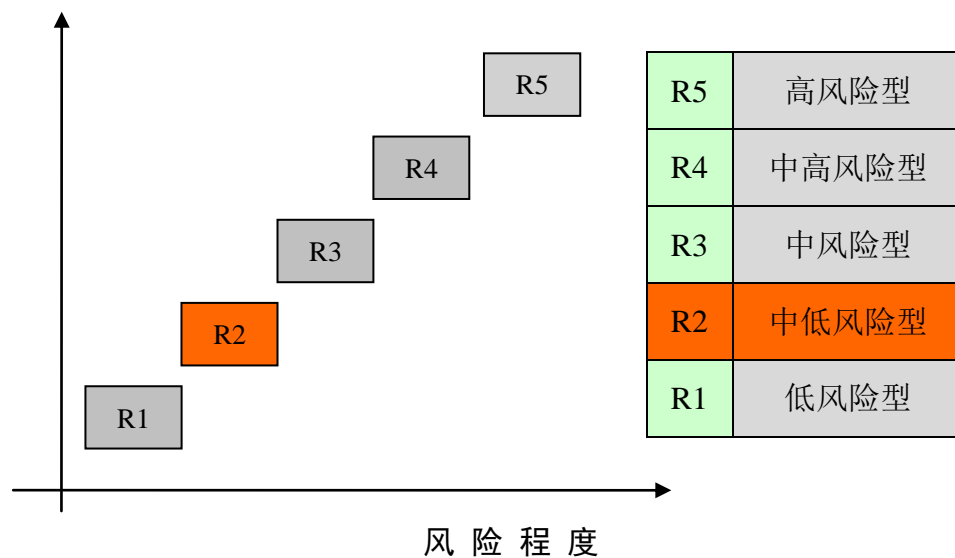 R5
R4
R3
R2
R1
风险程度
R5 高风险型
R4 中高风险型
R3 中风险型
R2 中低风险型
R1 低风险型